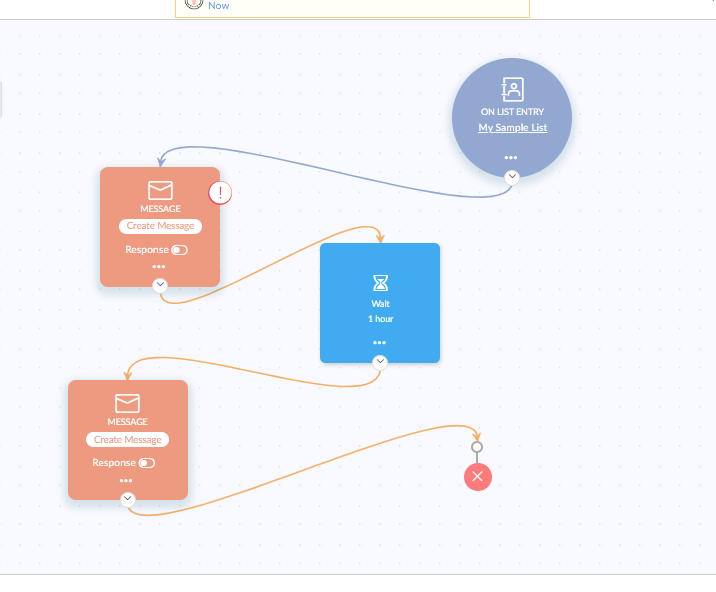 Now
ON LIST ENTRY
My Sample List
MESSAGE
Create Message
Response
Wait
1 hour
MESSAGE
Create Message
Response